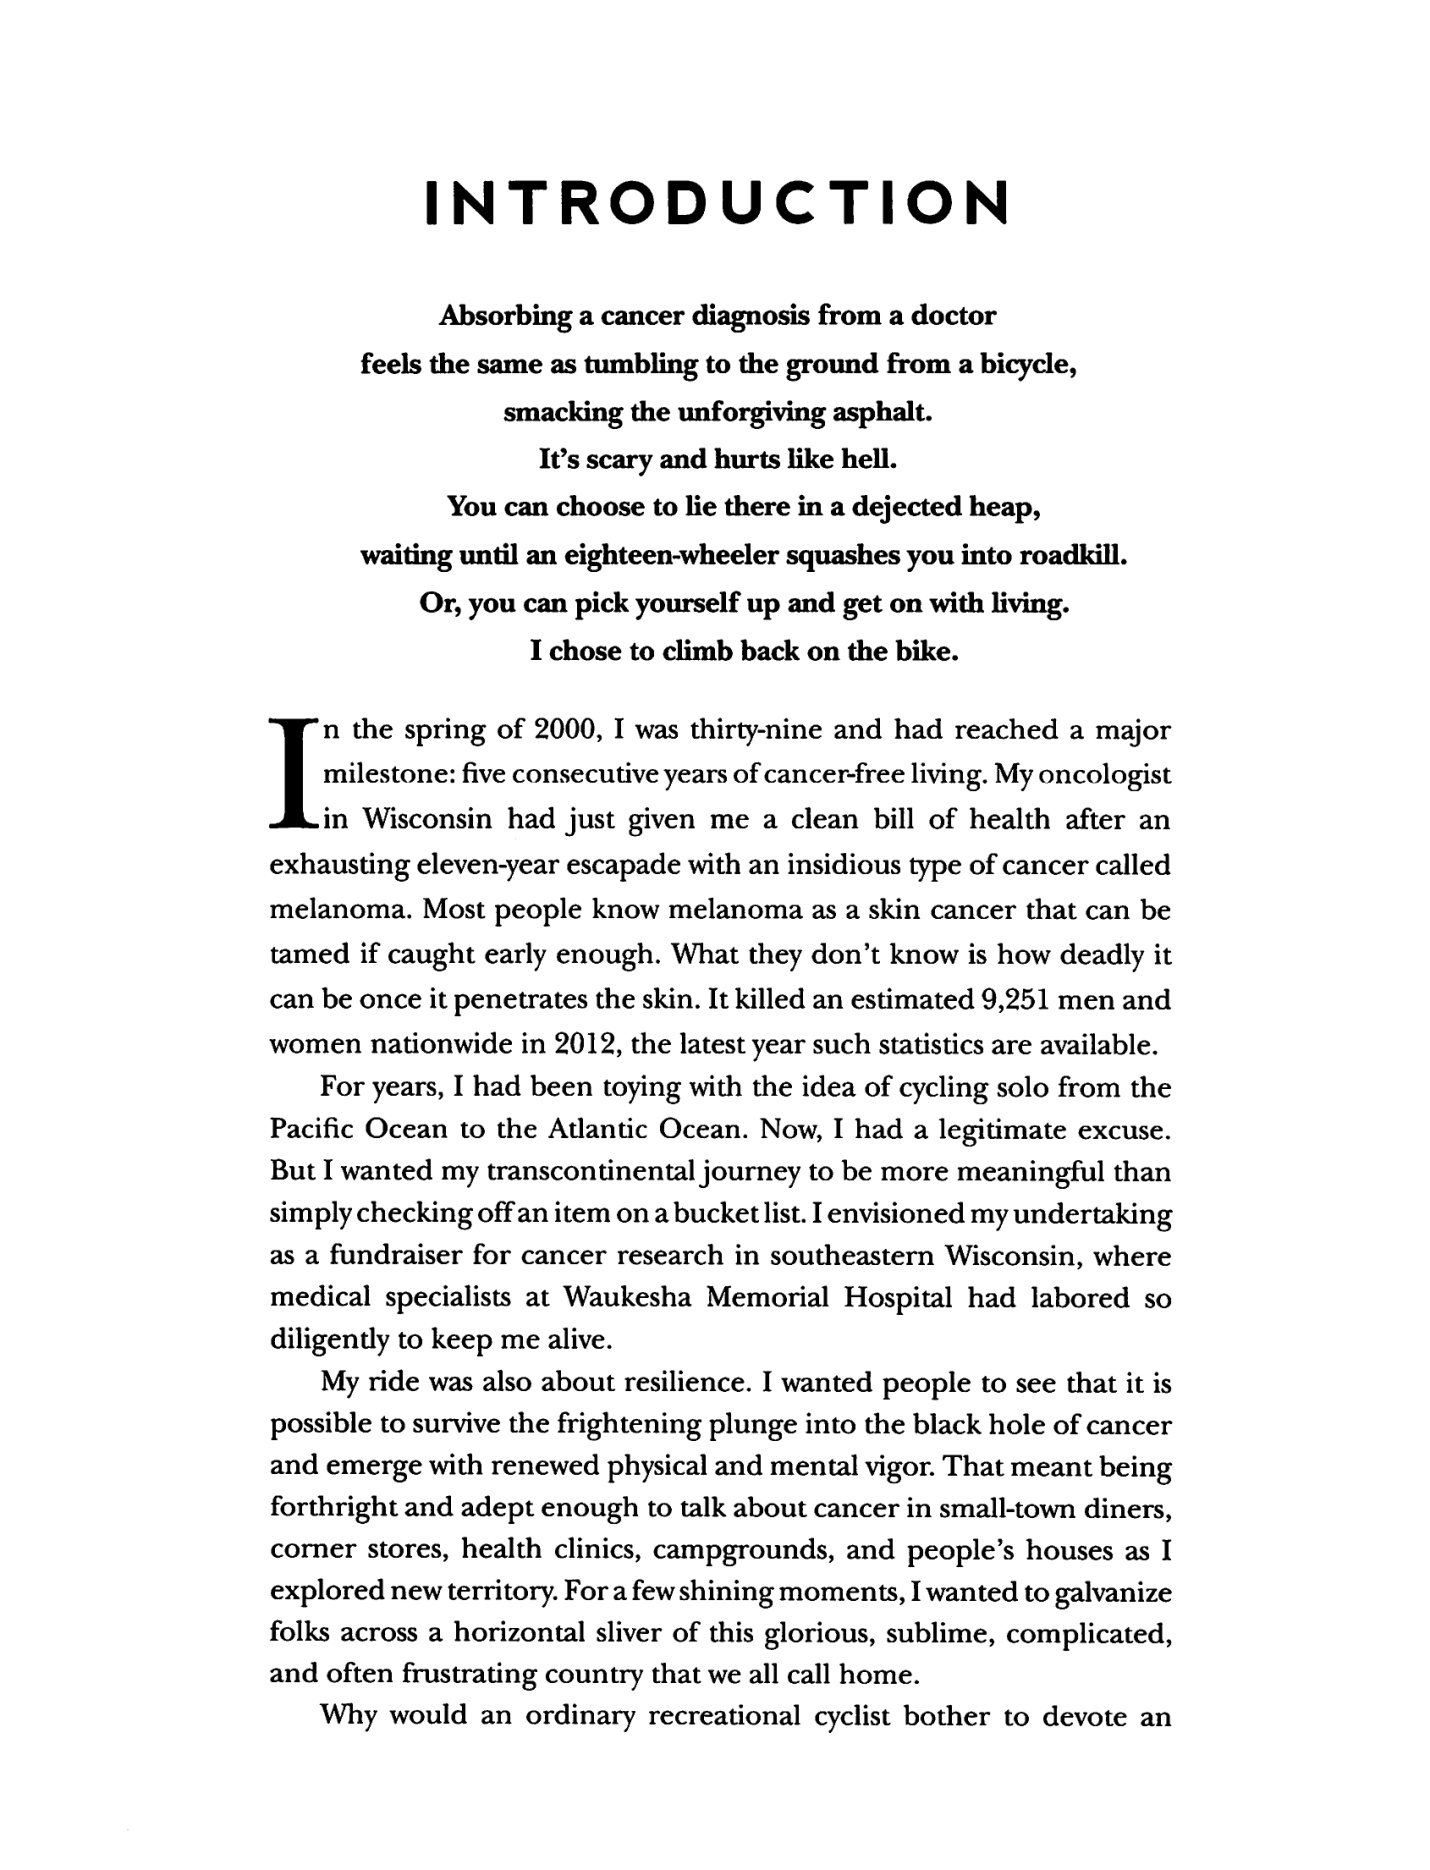 INTRODUCTION
Absorbing a cancer diagnosis from a doctor
feels the same as tumbling to the ground from a bicycle,
smacking the unforgiving asphalt.
It's scary and hurts like hell.
You can choose to lie there in a dejected heap,
waiting until an eighteen-wheeler squashes you into roadkill.
Or, you can pick yourself up and get on with living.
I chose to climb back on the bike.
In the spring of 2000, I was thirty-nine and had reached a major
milestone: five consecutive years of cancer-free living. My oncologist
in Wisconsin had just given me a clean bill of health after an
exhausting eleven-year escapade with an insidious type of cancer called
melanoma. Most people know melanoma as a skin cancer that can be
tamed if caught early enough. What they don't know is how deadly it
can be once it penetrates the skin. It killed an estimated 9,251 men and
women nationwide in 2012, the latest year such statistics are available.
For years, I had been toying with the idea of cycling solo from the
Pacific Ocean to the Atlantic Ocean. Now, I had a legitimate excuse.
But I wanted my transcontinental journey to be more meaningful than
simply checking off an item on a bucket list. I envisioned my undertaking
as a fundraiser for cancer research in southeastern Wisconsin, where
medical specialists at Waukesha Memorial Hospital had labored so
diligently to keep me alive.
My ride was also about resilience. I wanted people to see that it is
possible to survive the frightening plunge into the black hole of cancer
and emerge with renewed physical and mental vigor. That meant being
forthright and adept enough to talk about cancer in small-town diners,
corner stores, health clinics, campgrounds, and people's houses as I
explored new territory. For a few shining moments, I wanted to galvanize
folks across a horizontal sliver of this glorious, sublime, complicated,
and often frustrating country that we all call home.
Why would an ordinary recreational cyclist bother to devote an